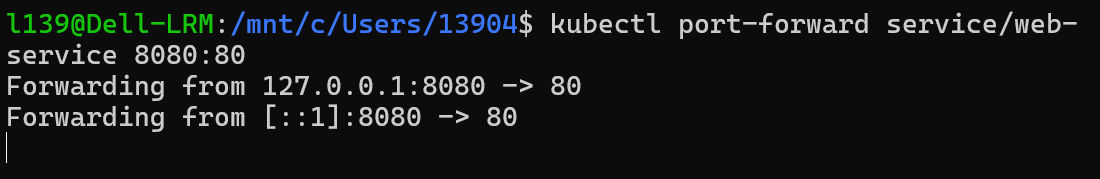 l139@Dell-LRM:/mnt/c/Users/13904$ kubectl port-forward service/web-
service 8080:80
Forwarding from 127.0.0.1:8080 -> 80
Forwarding from [::1]:8080 -> 80